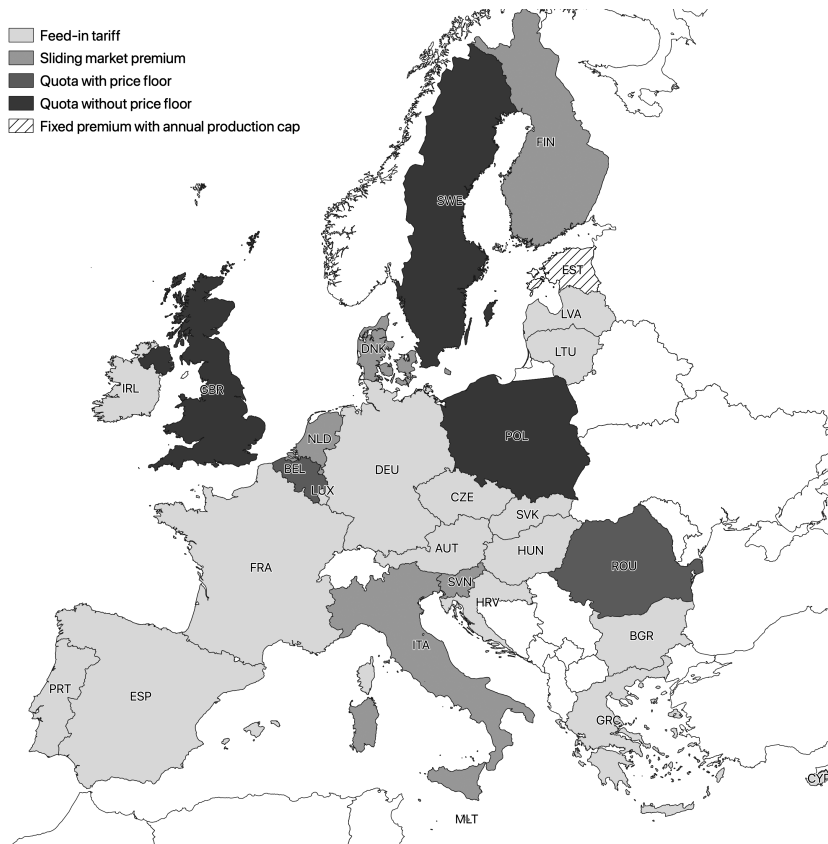 Feed-in tariff
Sliding market premium
Quota with price floor
Quota without price floor
Fixed premium with annual production cap
FIN
SWE
EST
LVA
DNK
LTU
IRL
GBR
POL
NLD
BEL
DEU
LUX
CZE
SVK
AUT
HUN
FRA
ROU
SVN
HRV
BGR
ITA
PRT
ESP
GRC
CYP
MLT